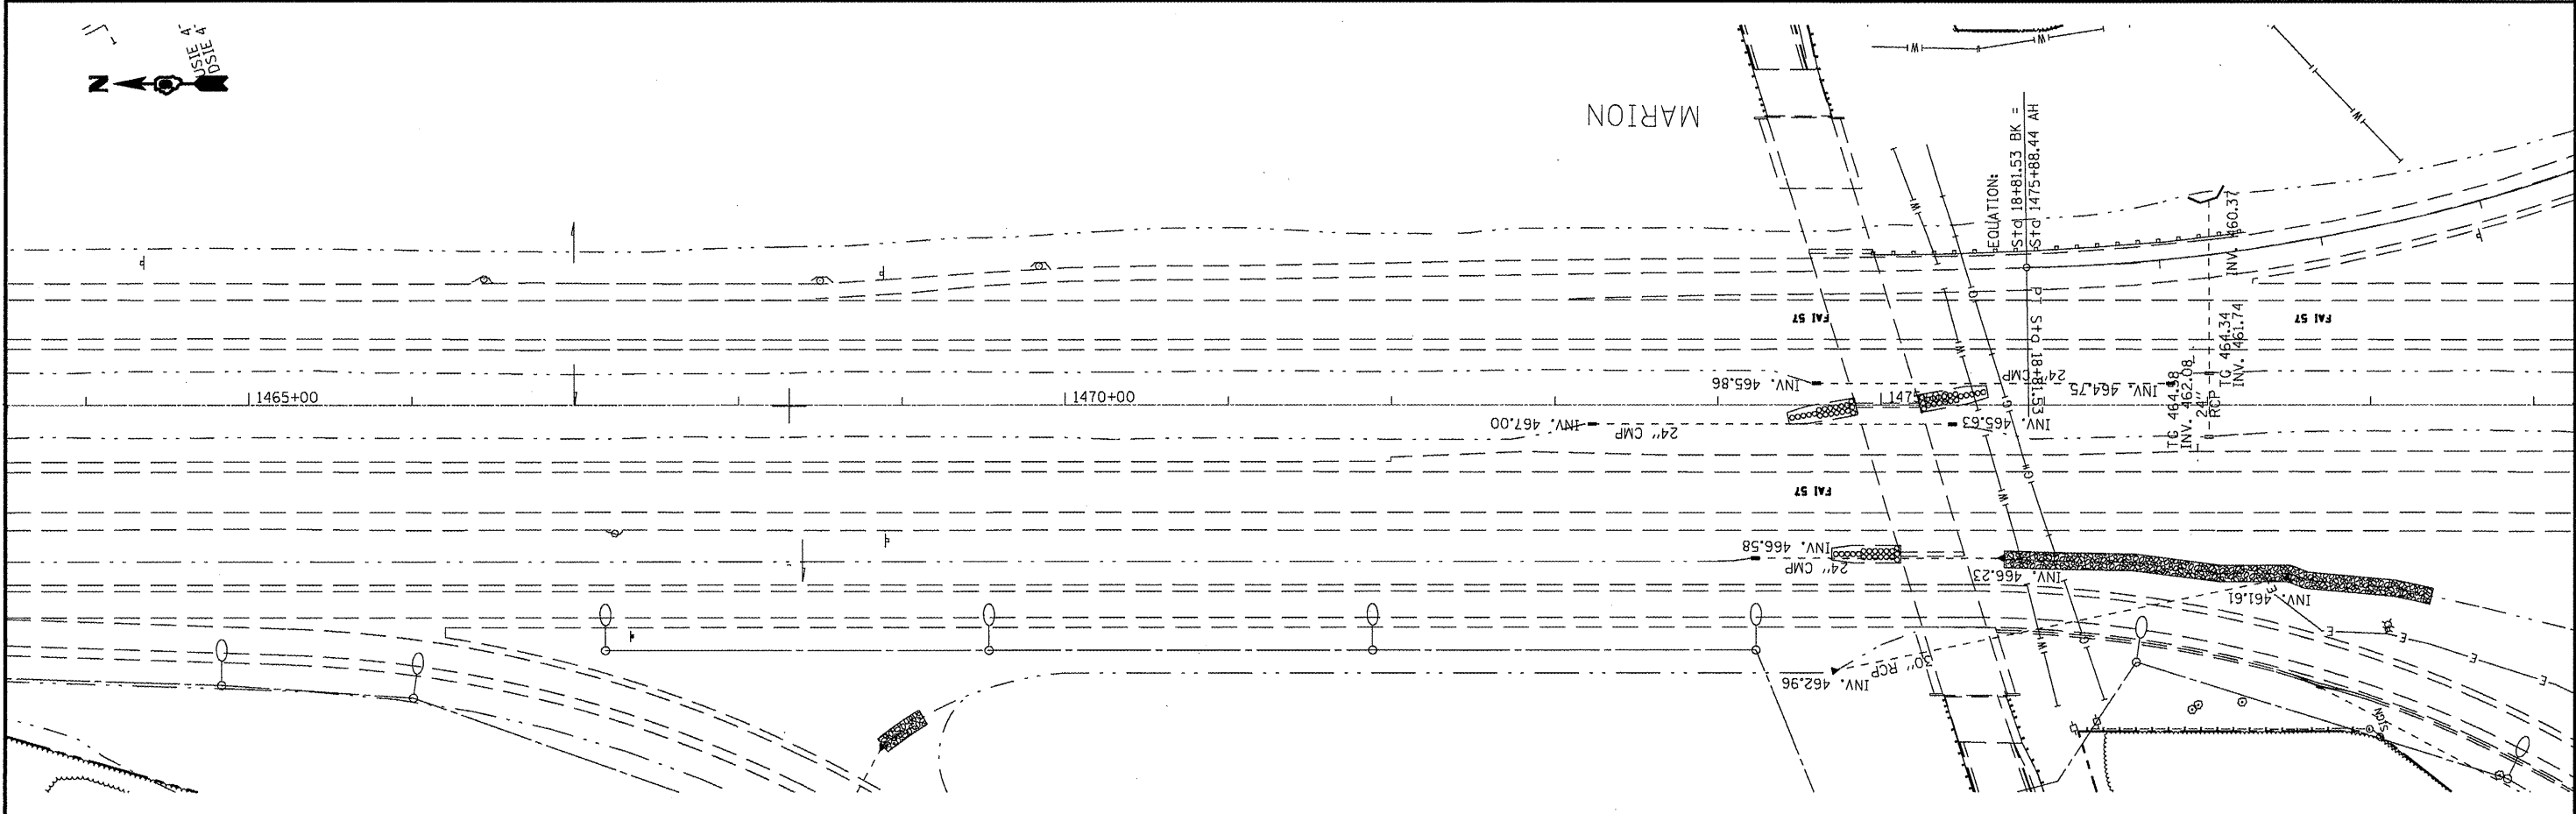 USIE 4'
DSIE 4'
N
MARION
EQUATION:
Sta 18+81.53 BK =
Sta 1475+88.44 AH
PT Sta 18+81.53
INV. 460.37
TG 464.34
INV. 461.74
FAI 57
FAI 57
1465+00
1470+00
1475
INV. 465.86
24" CMP
INV. 464.75
INV. 467.00
24" CMP
INV. 465.63
TG 464.58
INV. 462.08
24"
RCP
FAI 57
INV. 466.58
24" CMP
INV. 466.23
INV. 461.61
INV. 462.96
30" RCP
SIGN
W
W
W
W
W
W
W
W
G
G
G
G
E
E
E
E
E